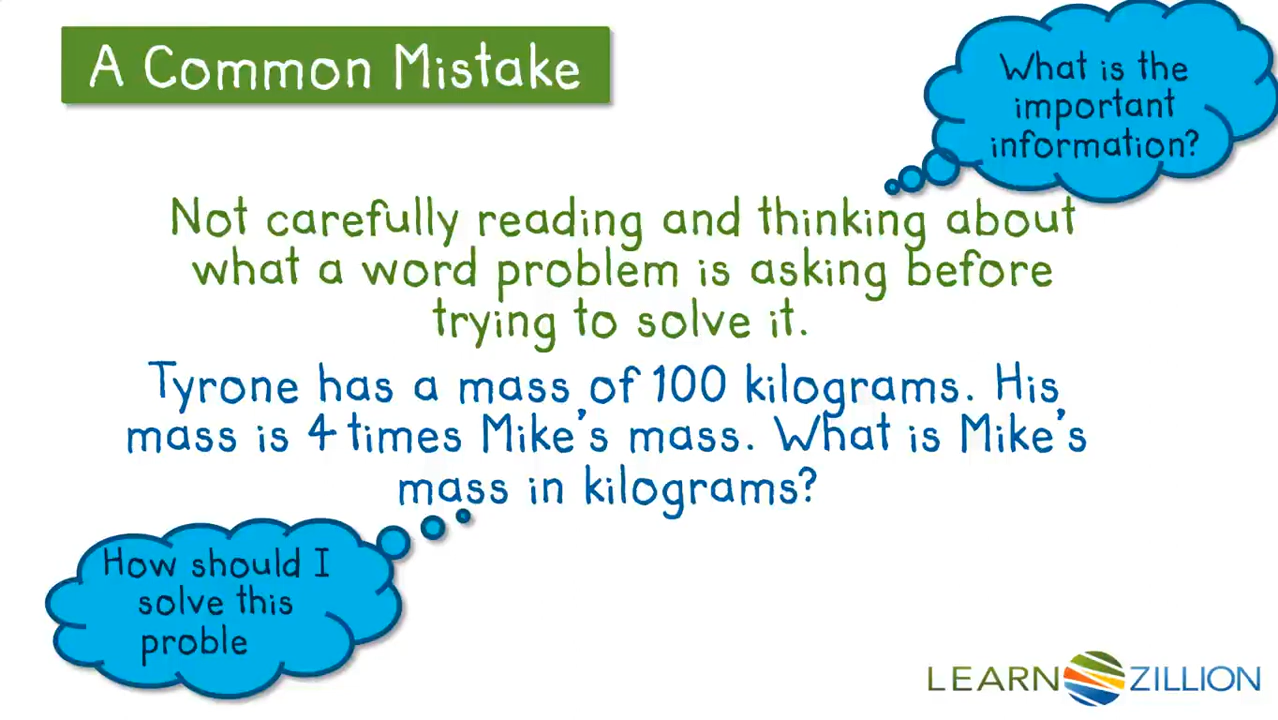 A Common Mistake
What is the
important
information?
Not carefully reading and thinking about
what a word problem is asking before
trying to solve it.
Tyrone has a mass of 100 kilograms. His
mass is 4 times Mike's mass. What is Mike's
mass in kilograms?
How should I
solve this
proble
LEARNZILLION